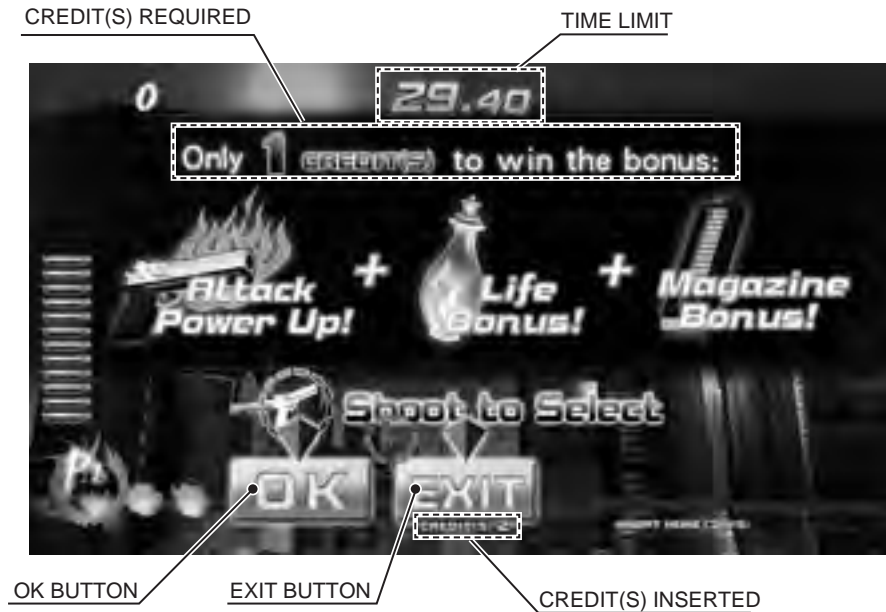 CREDIT(S) REQUIRED
TIME LIMIT
0
29.40
Only 1 CREDIT(S) to win the bonus:
Attack Power Up!
+
Life Bonus!
+
Magazine Bonus!
Shoot to Select
OK
EXIT
CREDIT(S) 2
OK BUTTON
EXIT BUTTON
CREDIT(S) INSERTED